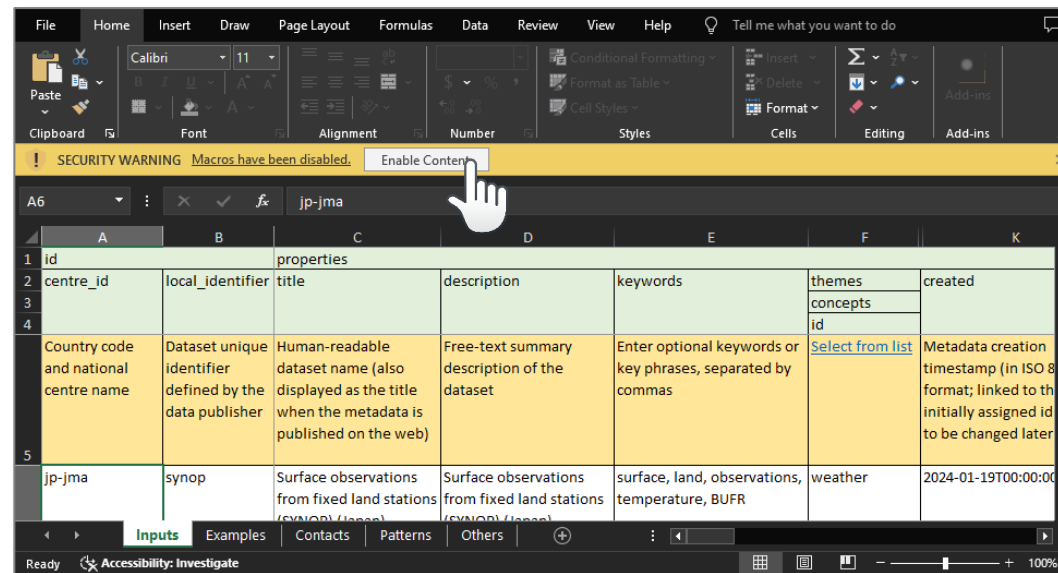 File Home Insert Draw Page Layout Formulas Data Review View Help Tell me what you want to do
Paste
Calibri 11
B I U A A
ab
$ % ,
Conditional Formatting
Format as Table
Cell Styles
Insert
Delete
Format
Add-ins
Clipboard Font Alignment Number Styles Cells Editing Add-ins
SECURITY WARNING Macros have been disabled. Enable Content
A6 fx jp-jma
A B C D E F K
1 id properties
2 centre_id local_identifier title description keywords themes created
3 concepts
4 id
Country code Dataset unique Human-readable Free-text summary Enter optional keywords or Select from list Metadata creation
and national identifier dataset name (also description of the key phrases, separated by timestamp (in ISO 8
centre name defined by the displayed as the title dataset commas format; linked to th
data publisher when the metadata is initially assigned id
published on the web) to be changed later
5
jp-jma synop Surface observations Surface observations surface, land, observations, weather 2024-01-19T00:00:00
from fixed land stations from fixed land stations temperature, BUFR
(SYNOP) (Japan) (SYNOP) (Japan)
Inputs Examples Contacts Patterns Others
Ready Accessibility: Investigate 100%